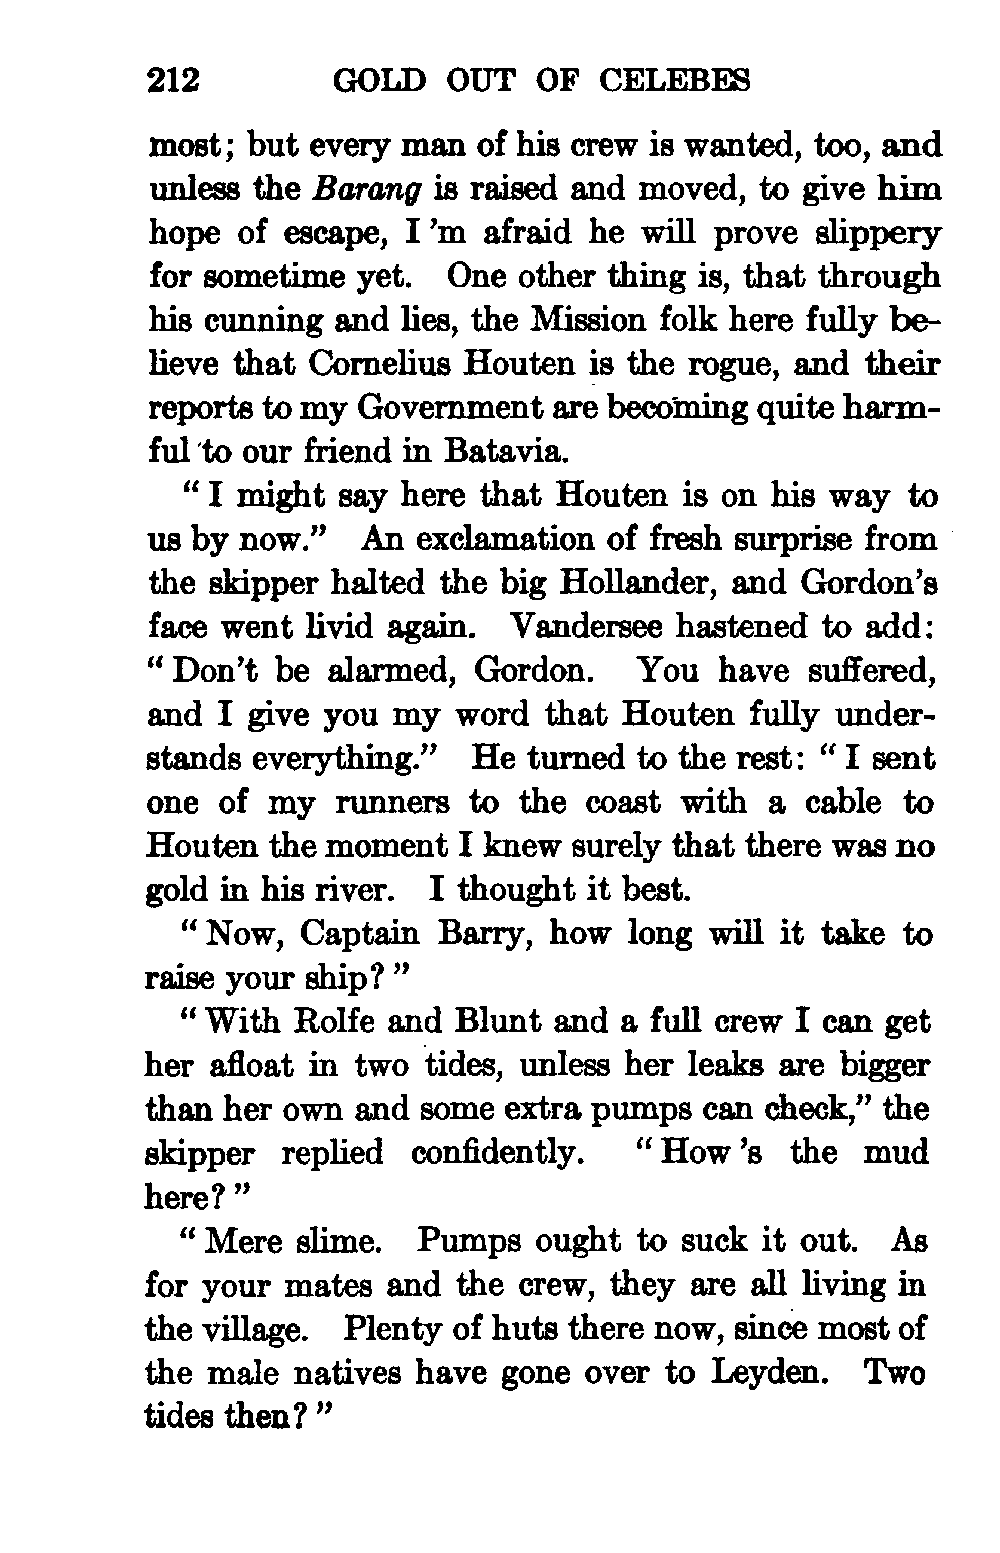 212 GOLD OUT OF CELEBES
most; but every man of his crew is wanted, too, and
unless the Barang is raised and moved, to give him
hope of escape, I 'm afraid he will prove slippery
for sometime yet. One other thing is, that through
his cunning and lies, the Mission folk here fully be-
lieve that Cornelius Houten is the rogue, and their
reports to my Government are becoming quite harm-
ful to our friend in Batavia.
"I might say here that Houten is on his way to
us by now." An exclamation of fresh surprise from
the skipper halted the big Hollander, and Gordon's
face went livid again. Vandersee hastened to add:
"Don't be alarmed, Gordon. You have suffered,
and I give you my word that Houten fully under-
stands everything." He turned to the rest: "I sent
one of my runners to the coast with a cable to
Houten the moment I knew surely that there was no
gold in his river. I thought it best.
"Now, Captain Barry, how long will it take to
raise your ship?"
"With Rolfe and Blunt and a full crew I can get
her afloat in two tides, unless her leaks are bigger
than her own and some extra pumps can check," the
skipper replied confidently. "How 's the mud
here?"
"Mere slime. Pumps ought to suck it out. As
for your mates and the crew, they are all living in
the village. Plenty of huts there now, since most of
the male natives have gone over to Leyden. Two
tides then?"